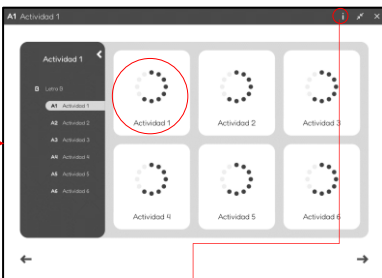 A1 Actividad 1
i
Actividad 1
B Letra B
A1 Actividad 1
A2 Actividad 2
A3 Actividad 3
A4 Actividad 4
A5 Actividad 5
A6 Actividad 6
Actividad 1
Actividad 2
Actividad 3
Actividad 4
Actividad 5
Actividad 6